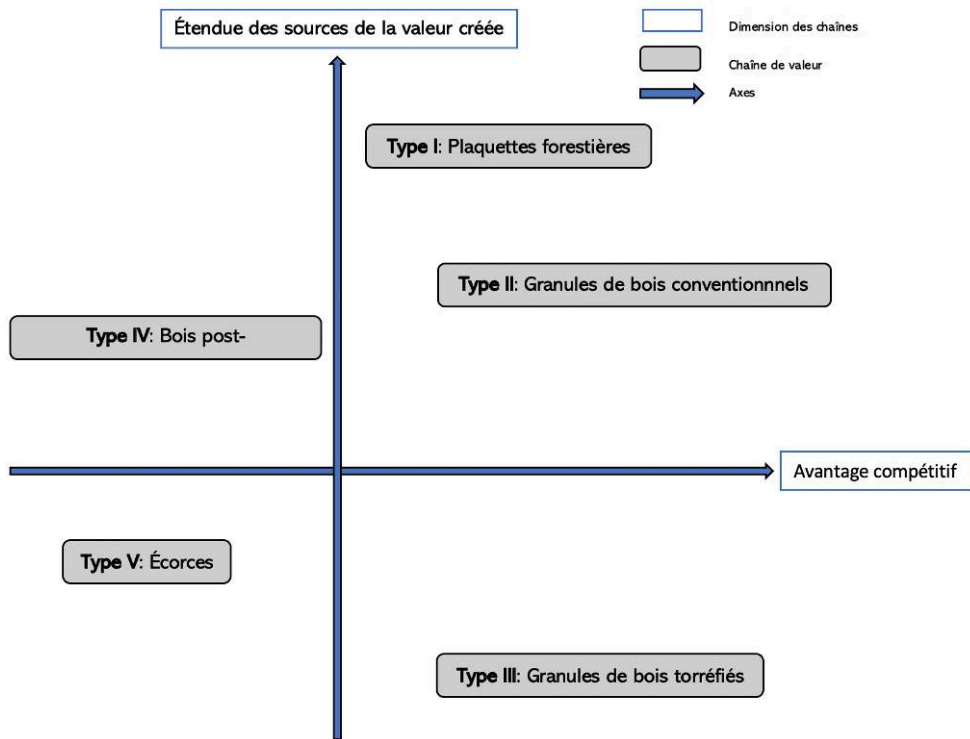 Étendue des sources de la valeur créée
Dimension des chaînes
Chaîne de valeur
Axes
Type I: Plaquettes forestières
Type II: Granules de bois conventionnnels
Type IV: Bois post-
Avantage compétitif
Type V: Écorces
Type III: Granules de bois torréfiés